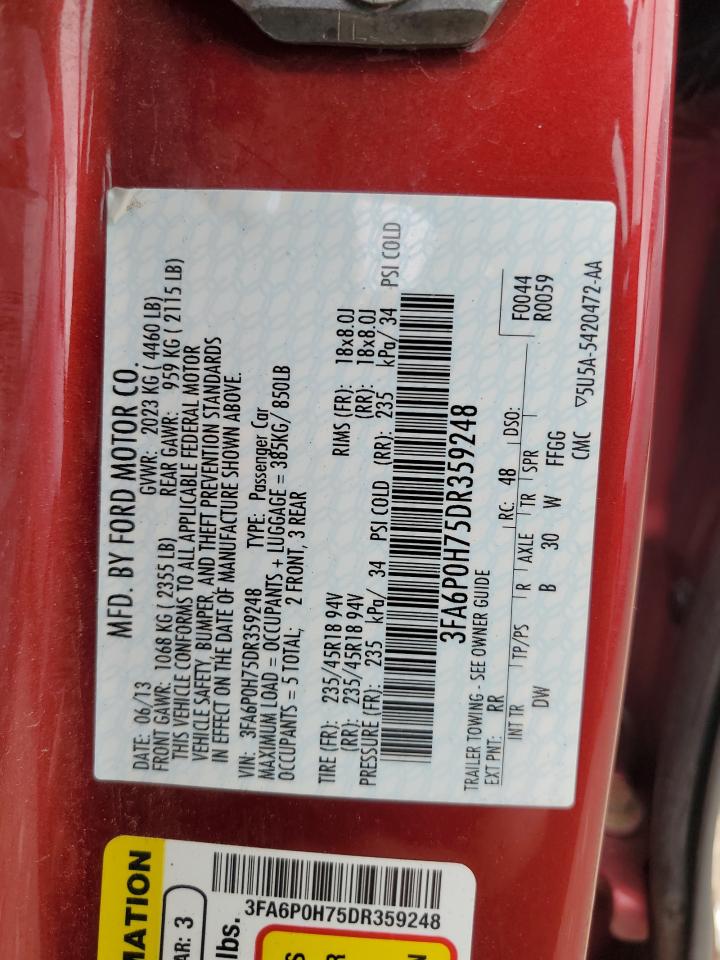 MFD. BY FORD MOTOR CO.
DATE: 06/13 GVWR: 2023 KG ( 4460 LB)
FRONT GAWR: 1068 KG ( 2355 LB) REAR GAWR: 959 KG ( 2115 LB)
THIS VEHICLE CONFORMS TO ALL APPLICABLE FEDERAL MOTOR
VEHICLE SAFETY, BUMPER, AND THEFT PREVENTION STANDARDS
IN EFFECT ON THE DATE OF MANUFACTURE SHOWN ABOVE.
VIN: 3FA6P0H75DR359248 TYPE: Passenger Car
MAXIMUM LOAD = OCCUPANTS + LUGGAGE = 385KG/ 850LB
OCCUPANTS = 5 TOTAL; 2 FRONT, 3 REAR
TIRE (FR): 235/45R18 94V RIMS (FR): 18x8.0J
(RR): 235/45R18 94V (RR): 18x8.0J
PRESSURE (FR): 235 kPa/ 34 PSI COLD (RR): 235 kPa/ 34 PSI COLD
3FA6P0H75DR359248
TRAILER TOWING - SEE OWNER GUIDE
EXT PNT: RR RC: 48 DSO:
INT TR TP/PS R AXLE TR SPR F0044
DW B 30 W FFGG R0059
CMC ▽5U5A-5420472-AA
MATION
AR: 3
lbs.
3FA6P0H75DR359248
S
R
N